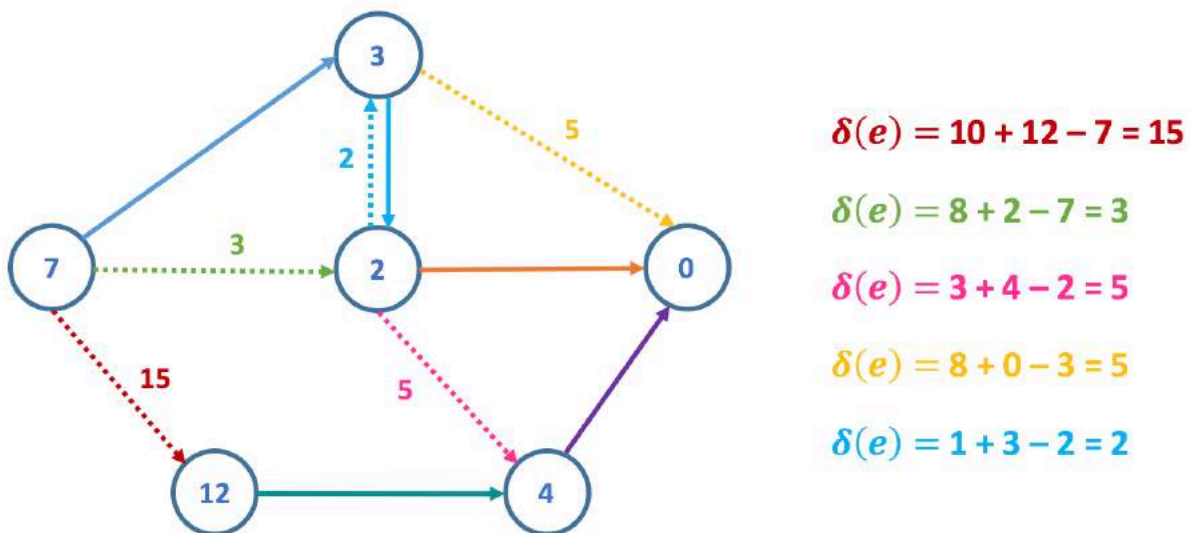 3
5
2
3
7
2
0
15
5
12
4
δ(e) = 10 + 12 – 7 = 15
δ(e) = 8 + 2 – 7 = 3
δ(e) = 3 + 4 – 2 = 5
δ(e) = 8 + 0 – 3 = 5
δ(e) = 1 + 3 – 2 = 2